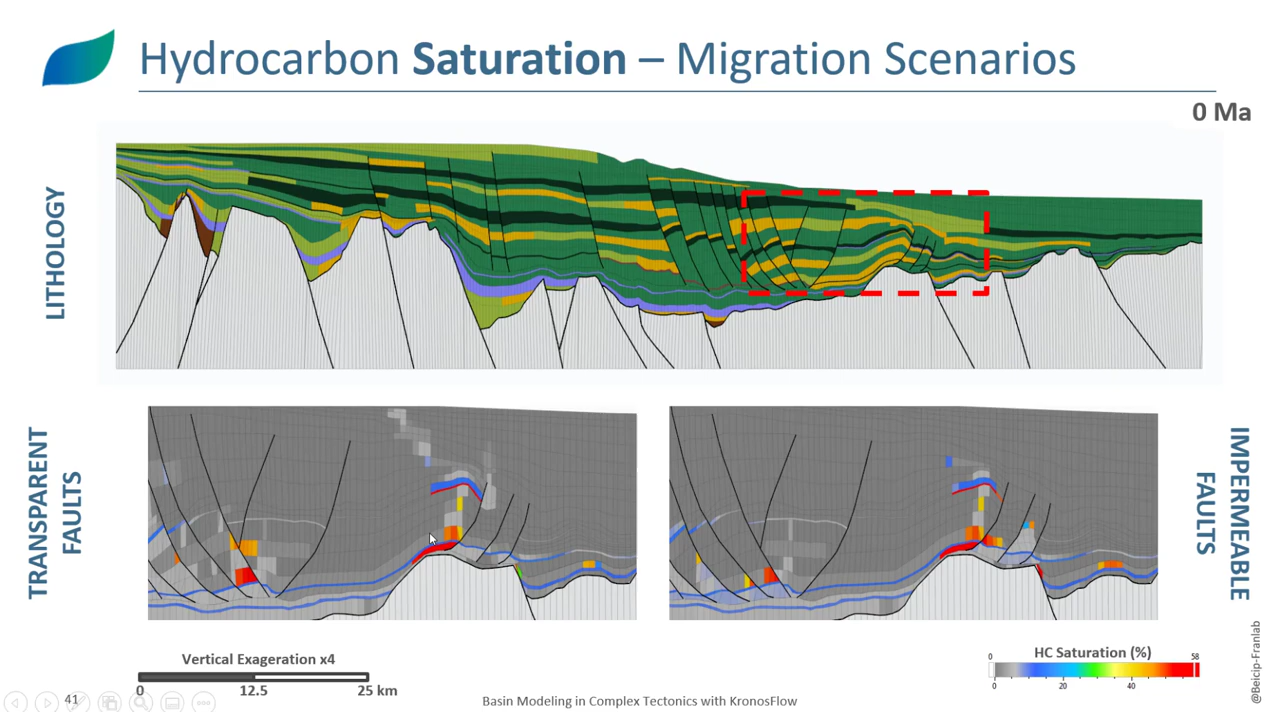 Hydrocarbon Saturation – Migration Scenarios
0 Ma
LITHOLOGY
TRANSPARENT
FAULTS
IMPERMEABLE
FAULTS
Vertical Exageration x4
0 12.5 25 km
HC Saturation (%)
0 58
0 20 40
41
Basin Modeling in Complex Tectonics with KronosFlow
@Beicip-Franlab